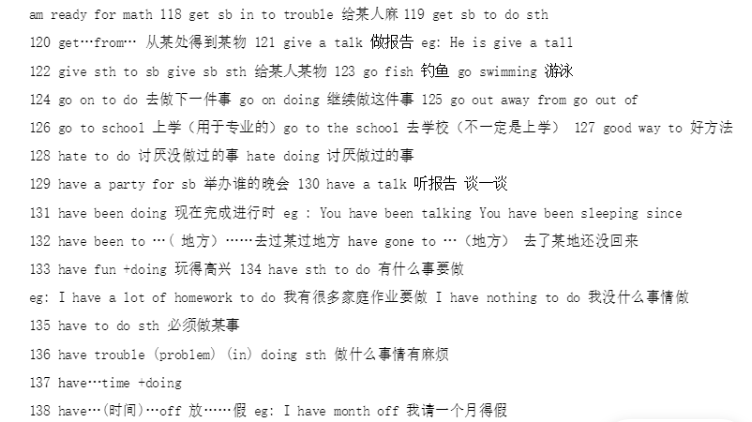 am ready for math 118 get sb in to trouble 给某人麻 119 get sb to do sth
120 get…from… 从某处得到某物 121 give a talk 做报告 eg: He is give a tall
122 give sth to sb give sb sth 给某人某物 123 go fish 钓鱼 go swimming 游泳
124 go on to do 去做下一件事 go on doing 继续做这件事 125 go out away from go out of
126 go to school 上学（用于专业的）go to the school 去学校（不一定是上学） 127 good way to 好方法
128 hate to do 讨厌没做过的事 hate doing 讨厌做过的事
129 have a party for sb 举办谁的晚会 130 have a talk 听报告 谈一谈
131 have been doing 现在完成进行时 eg : You have been talking You have been sleeping since
132 have been to …( 地方）……去过某过地方 have gone to …（地方） 去了某地还没回来
133 have fun +doing 玩得高兴 134 have sth to do 有什么事要做
eg: I have a lot of homework to do 我有很多家庭作业要做 I have nothing to do 我没什么事情做
135 have to do sth 必须做某事
136 have trouble (problem) (in) doing sth 做什么事情有麻烦
137 have…time +doing
138 have…(时间)…off 放……假 eg: I have month off 我请一个月得假